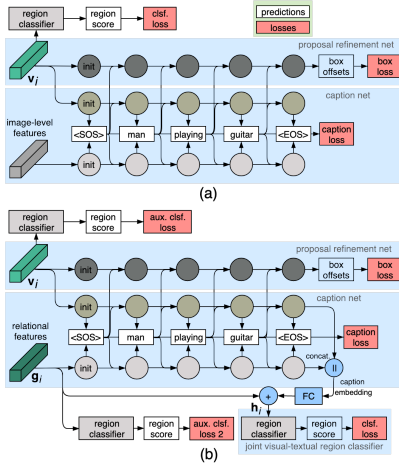 predictions
losses
region classifier
region score
clsf. loss
proposal refinement net
v_i
init
box offsets
box loss
caption net
init
image-level features
<SOS>
man
playing
guitar
<EOS>
caption loss
init
(a)
region classifier
region score
aux. clsf. loss
proposal refinement net
v_i
init
box offsets
box loss
caption net
init
relational features
<SOS>
man
playing
guitar
<EOS>
caption loss
concat.
init
||
g_i
caption embedding
+
FC
h_i
region classifier
region score
aux. clsf. loss 2
region classifier
region score
clsf. loss
joint visual-textual region classifier
(b)